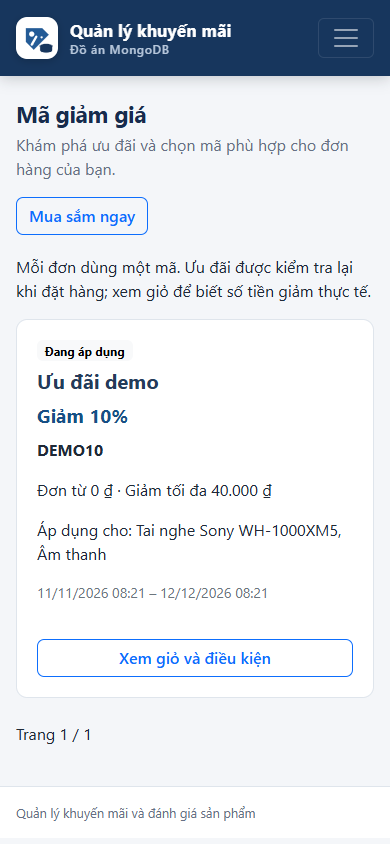 Quản lý khuyến mãi
Đồ án MongoDB
Mã giảm giá
Khám phá ưu đãi và chọn mã phù hợp cho đơn
hàng của bạn.
Mua sắm ngay
Mỗi đơn dùng một mã. Ưu đãi được kiểm tra lại
khi đặt hàng; xem giỏ để biết số tiền giảm thực tế.
Đang áp dụng
Ưu đãi demo
Giảm 10%
DEMO10
Đơn từ 0 ₫ · Giảm tối đa 40.000 ₫
Áp dụng cho: Tai nghe Sony WH-1000XM5,
Âm thanh
11/11/2026 08:21 – 12/12/2026 08:21
Xem giỏ và điều kiện
Trang 1 / 1
Quản lý khuyến mãi và đánh giá sản phẩm